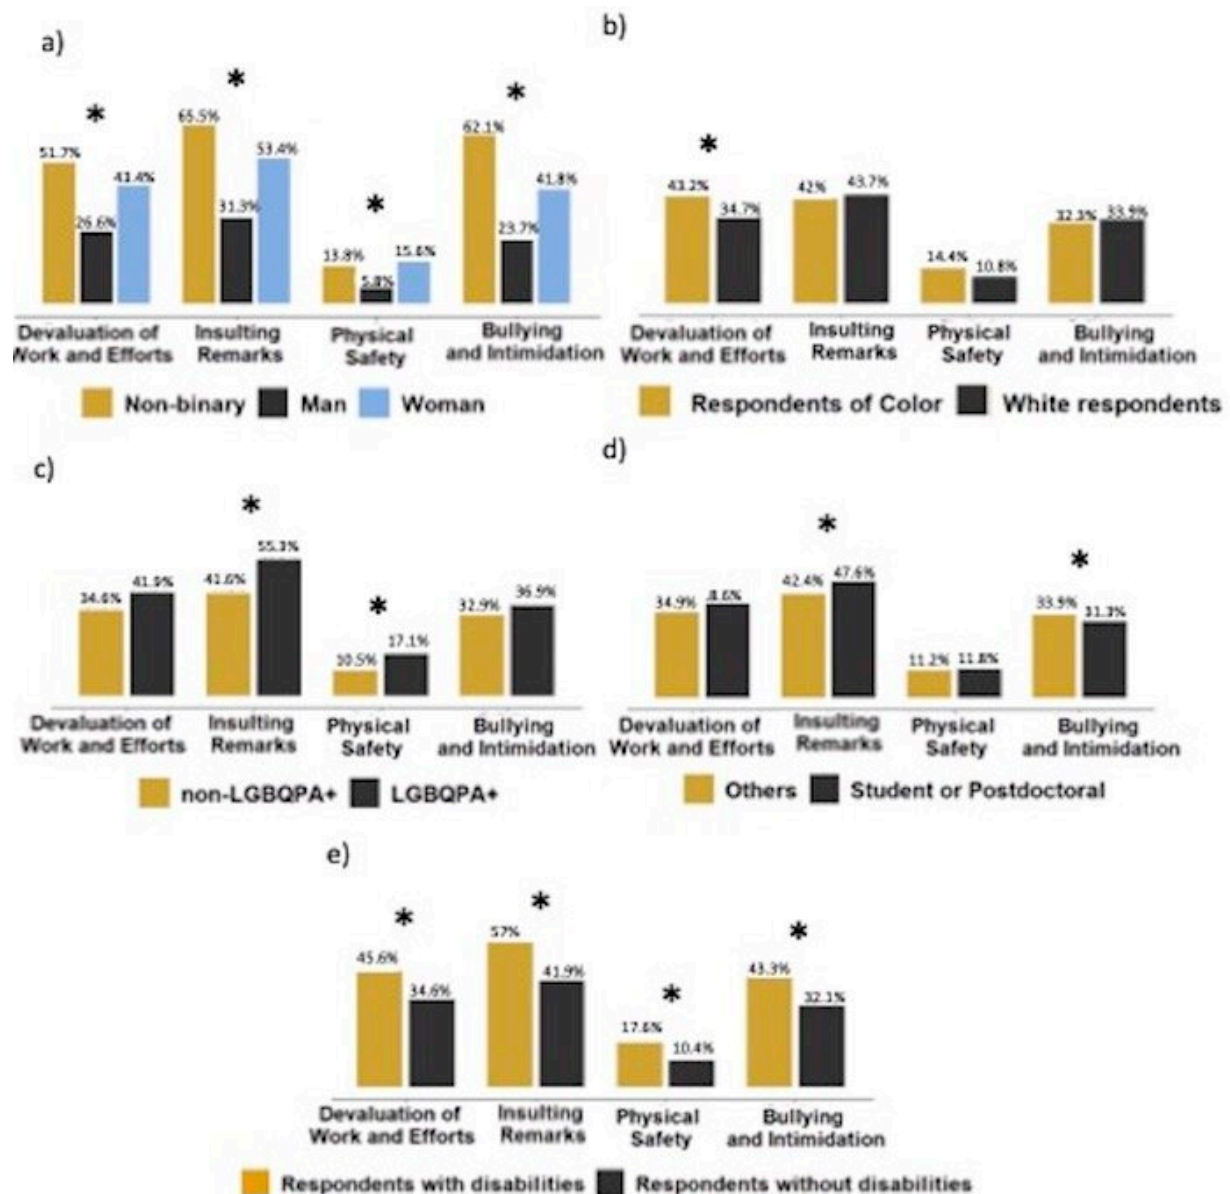 a)
*
*
*
*
51.7%
26.6%
41.4%
65.5%
31.3%
53.4%
13.8%
5.8%
15.6%
62.1%
23.7%
41.8%
Devaluation of
Work and Efforts
Insulting
Remarks
Physical
Safety
Bullying
and Intimidation
Non-binary Man Woman
b)
*
43.2%
34.7%
42%
43.7%
14.4%
10.8%
32.3%
33.9%
Devaluation of
Work and Efforts
Insulting
Remarks
Physical
Safety
Bullying
and Intimidation
Respondents of Color White respondents
c)
*
*
34.6%
41.9%
41.6%
55.3%
10.5%
17.1%
32.9%
36.9%
Devaluation of
Work and Efforts
Insulting
Remarks
Physical
Safety
Bullying
and Intimidation
non-LGBQPA+ LGBQPA+
d)
*
*
34.9%
8.6%
42.4%
47.6%
11.2%
11.8%
33.9%
31.3%
Devaluation of
Work and Efforts
Insulting
Remarks
Physical
Safety
Bullying
and Intimidation
Others Student or Postdoctoral
e)
*
*
*
*
45.6%
34.6%
57%
41.9%
17.6%
10.4%
43.3%
32.1%
Devaluation of
Work and Efforts
Insulting
Remarks
Physical
Safety
Bullying
and Intimidation
Respondents with disabilities Respondents without disabilities